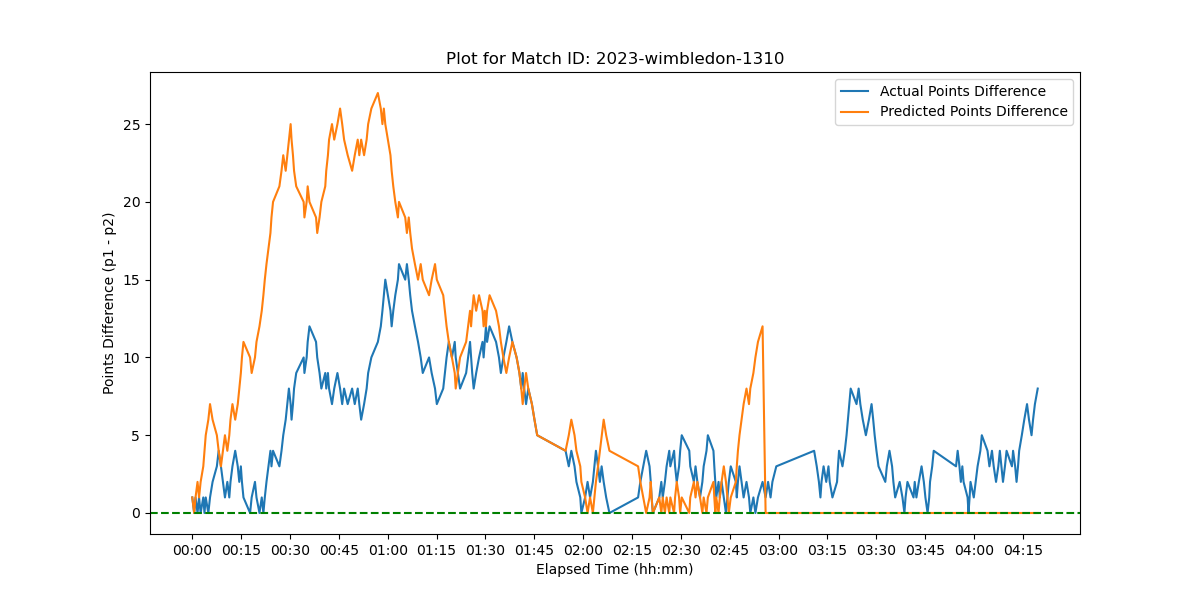 Plot for Match ID: 2023-wimbledon-1310
Actual Points Difference
Predicted Points Difference
Points Difference (p1 - p2)
25
20
15
10
5
0
00:00 00:15 00:30 00:45 01:00 01:15 01:30 01:45 02:00 02:15 02:30 02:45 03:00 03:15 03:30 03:45 04:00 04:15
Elapsed Time (hh:mm)